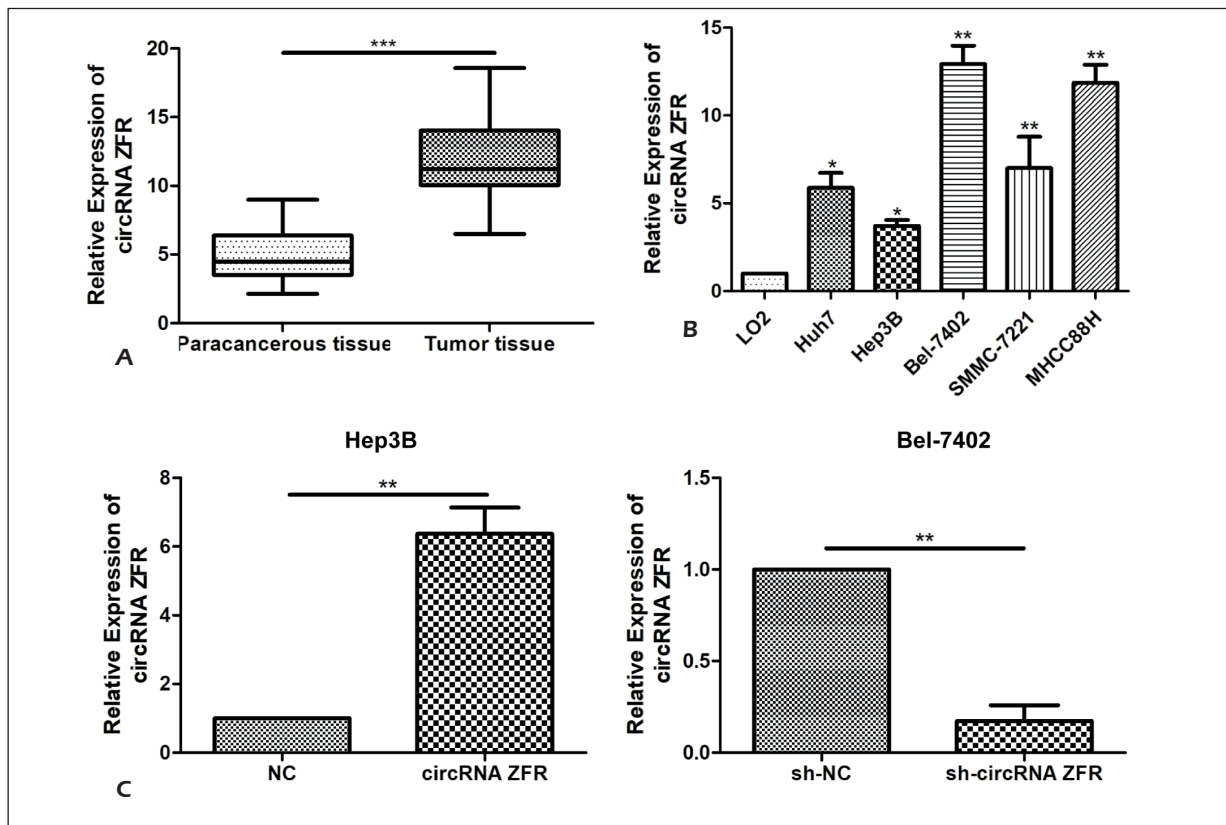 Relative Expression of
circRNA ZFR
20
15
10
5
0
***
Paracancerous tissue
Tumor tissue
A
Relative Expression of
circRNA ZFR
15
10
5
0
*
*
**
**
**
LO2
Huh7
Hep3B
Bel-7402
SMMC-7221
MHCC88H
B
Hep3B
Relative Expression of
circRNA ZFR
8
6
4
2
0
**
NC
circRNA ZFR
C
Bel-7402
Relative Expression of
circRNA ZFR
1.5
1.0
0.5
0.0
**
sh-NC
sh-circRNA ZFR